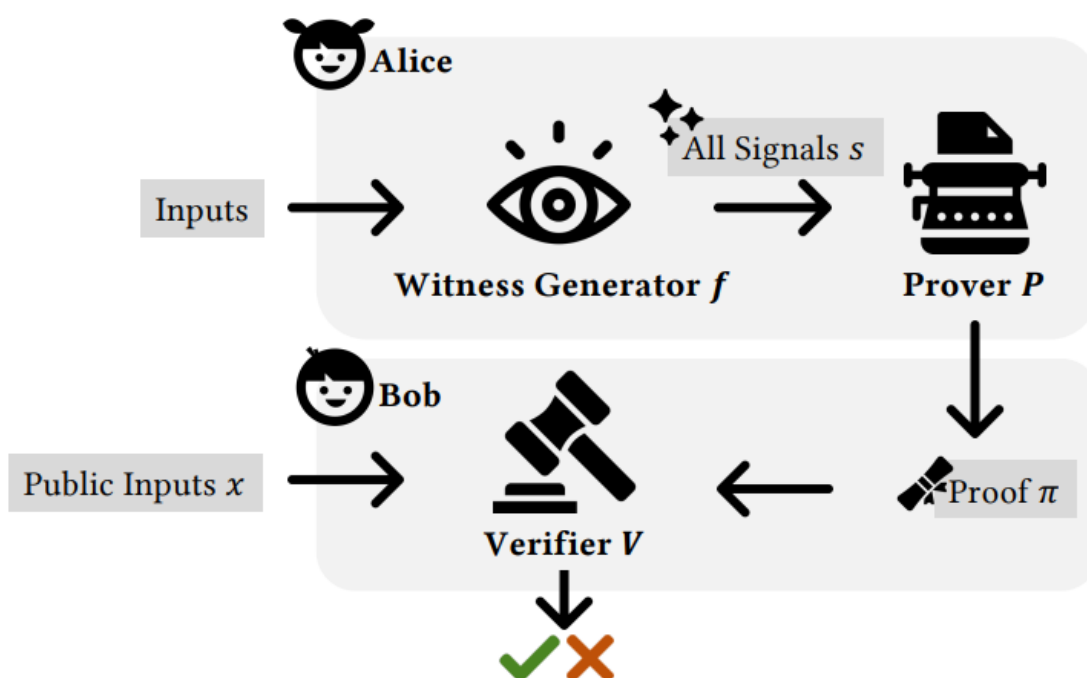 Alice
All Signals s
Inputs
Witness Generator f
Prover P
Bob
Public Inputs x
Proof π
Verifier V